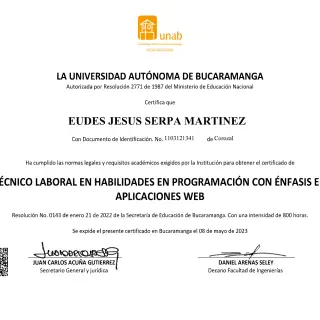 unab
LA UNIVERSIDAD AUTÓNOMA DE BUCARAMANGA
Autorizada por Resolución 2771 de 1987 del Ministerio de Educación Nacional
Certifica que
EUDES JESUS SERPA MARTINEZ
Con Documento de Identificación. No. 1103121341 de Corozal
Ha cumplido las normas legales y requisitos académicos exigidos por la Institución para obtener el certificado de
ÉCNICO LABORAL EN HABILIDADES EN PROGRAMACIÓN CON ÉNFASIS E
APLICACIONES WEB
Resolución No. 0143 de enero 21 de 2022 de la Secretaría de Educación de Bucaramanga. Con una intensidad de 800 horas.
Se expide el presente certificado en Bucaramanga el 08 de mayo de 2023
JUAN CARLOS ACUÑA GUTIERREZ DANIEL ARENAS SELEY
Secretario General y jurídica Decano Facultad de Ingenierías